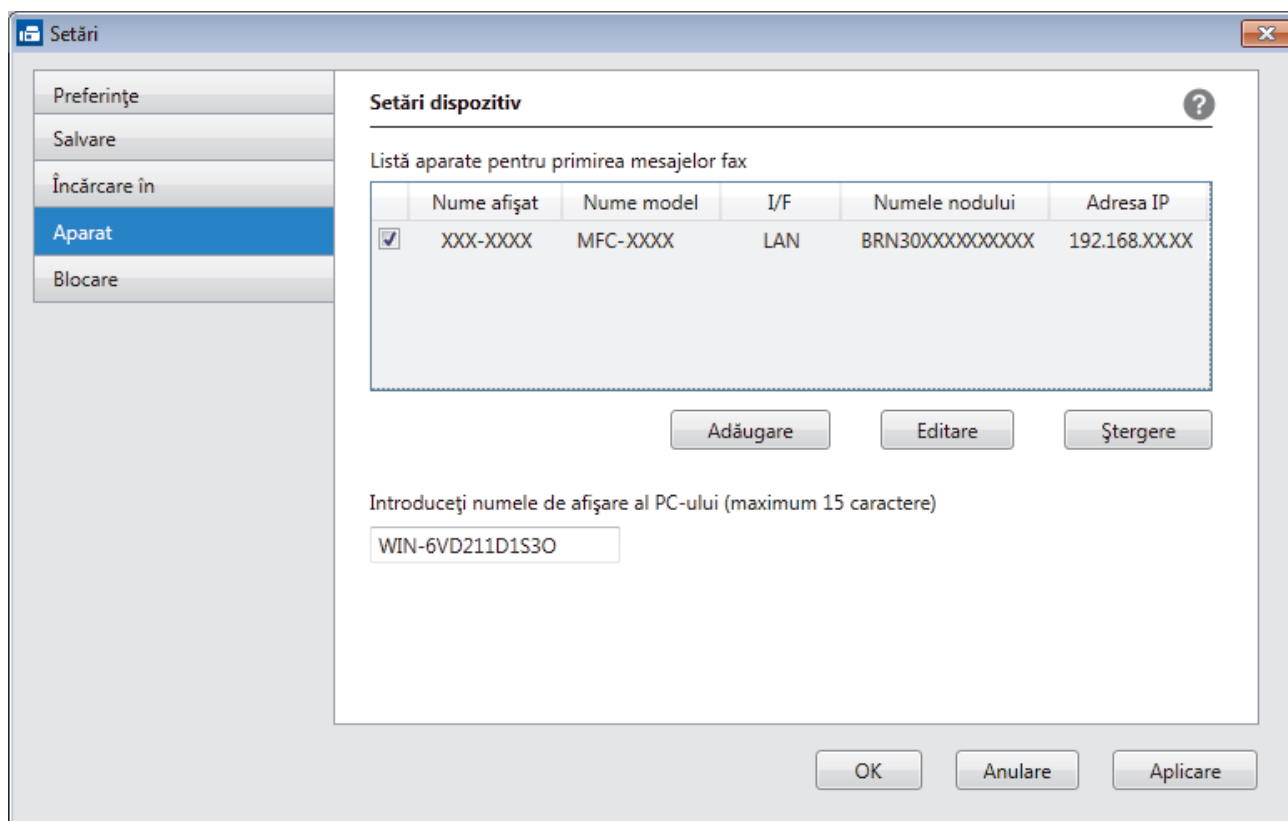 Setări
Preferinţe
Salvare
Încărcare în
Aparat
Blocare
Setări dispozitiv
?
Listă aparate pentru primirea mesajelor fax
Nume afişat Nume model I/F Numele nodului Adresa IP
XXX-XXXX MFC-XXXX LAN BRN30XXXXXXXXXX 192.168.XX.XX
Adăugare Editare Ştergere
Introduceţi numele de afişare al PC-ului (maximum 15 caractere)
WIN-6VD211D1S3O
OK Anulare Aplicare